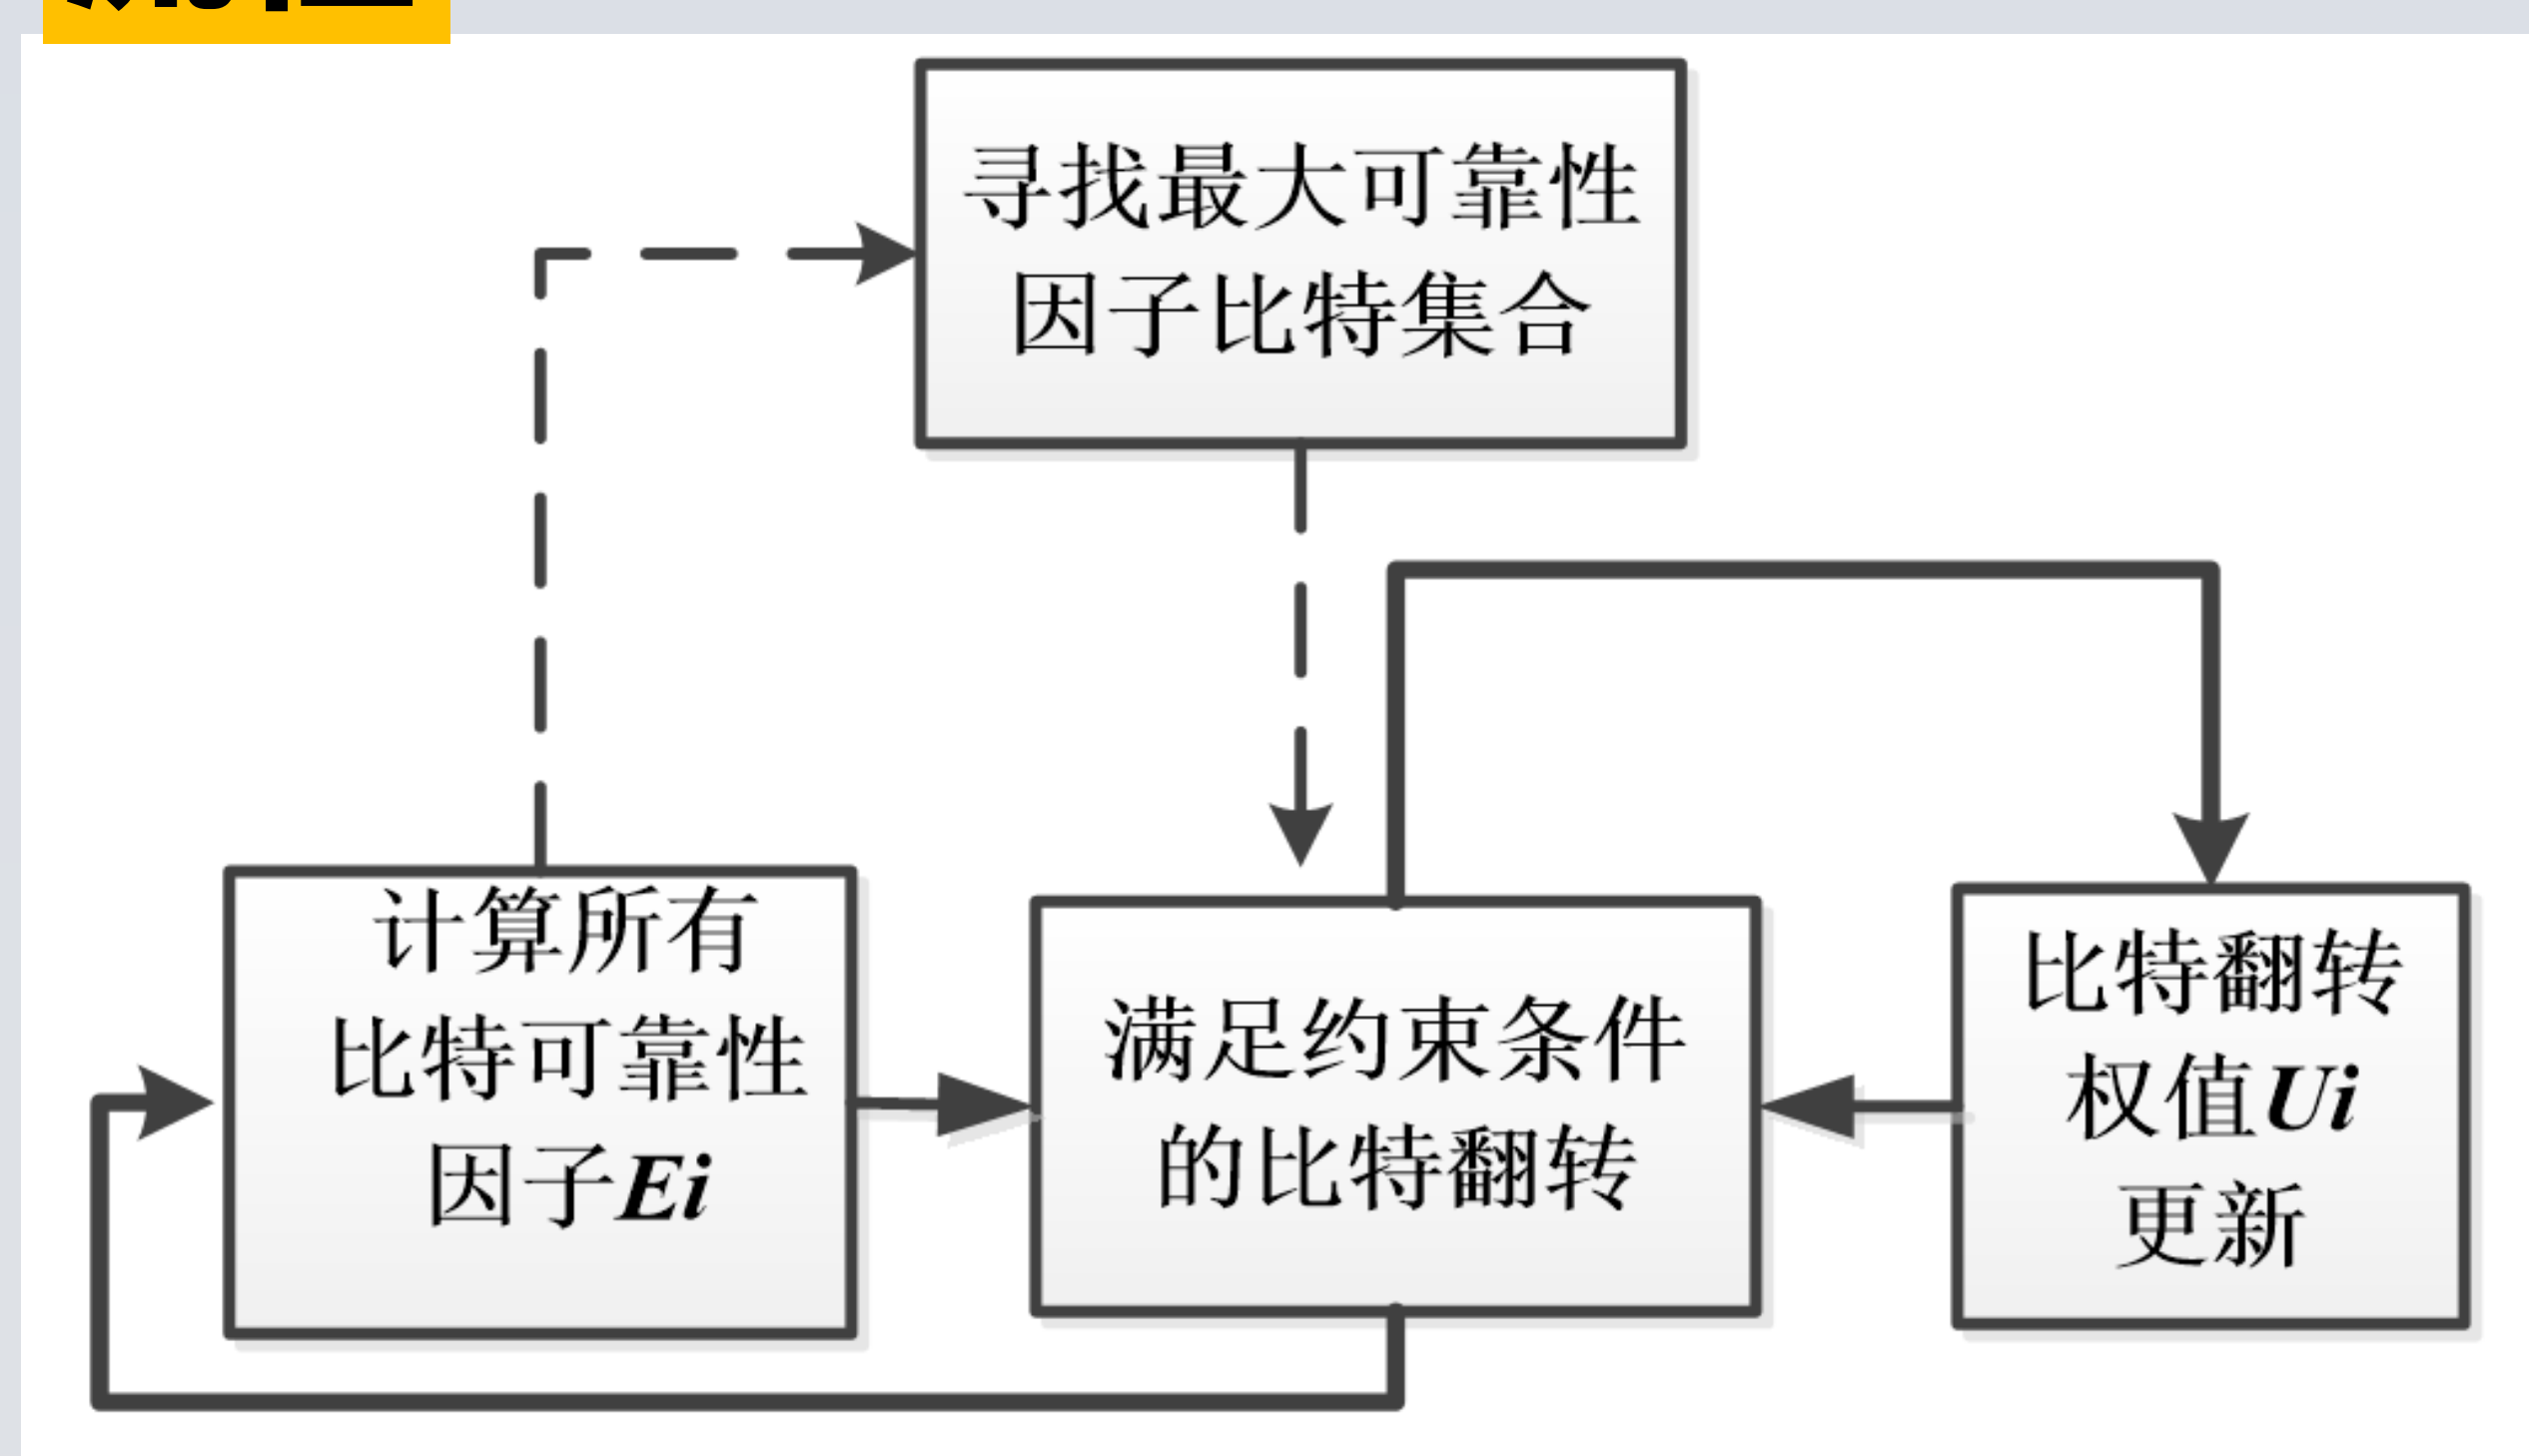 寻找最大可靠性
因子比特集合
计算所有
比特可靠性
因子Ei
满足约束条件
的比特翻转
比特翻转
权值Ui
更新